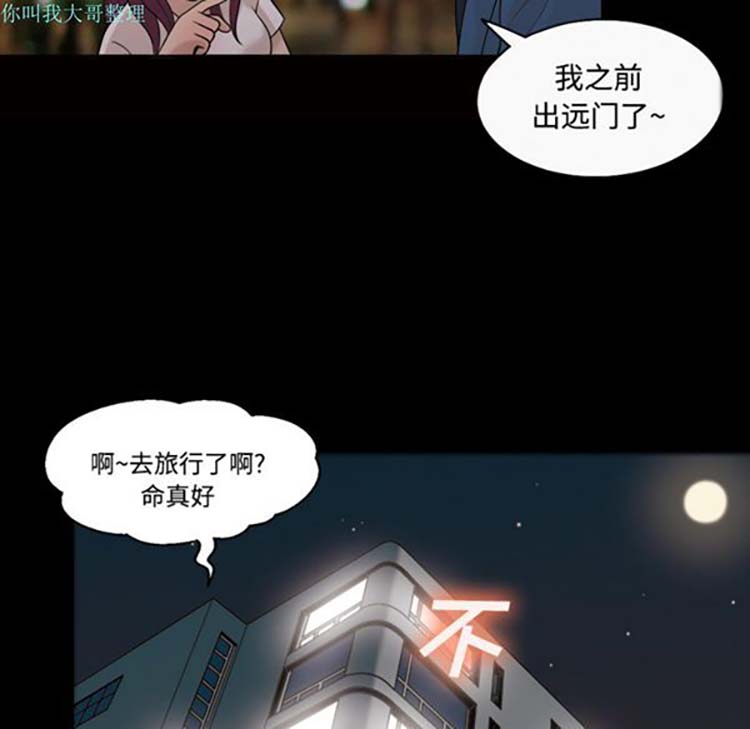 你叫我大哥整理
我之前
出远门了~
啊~去旅行了啊?
命真好
不